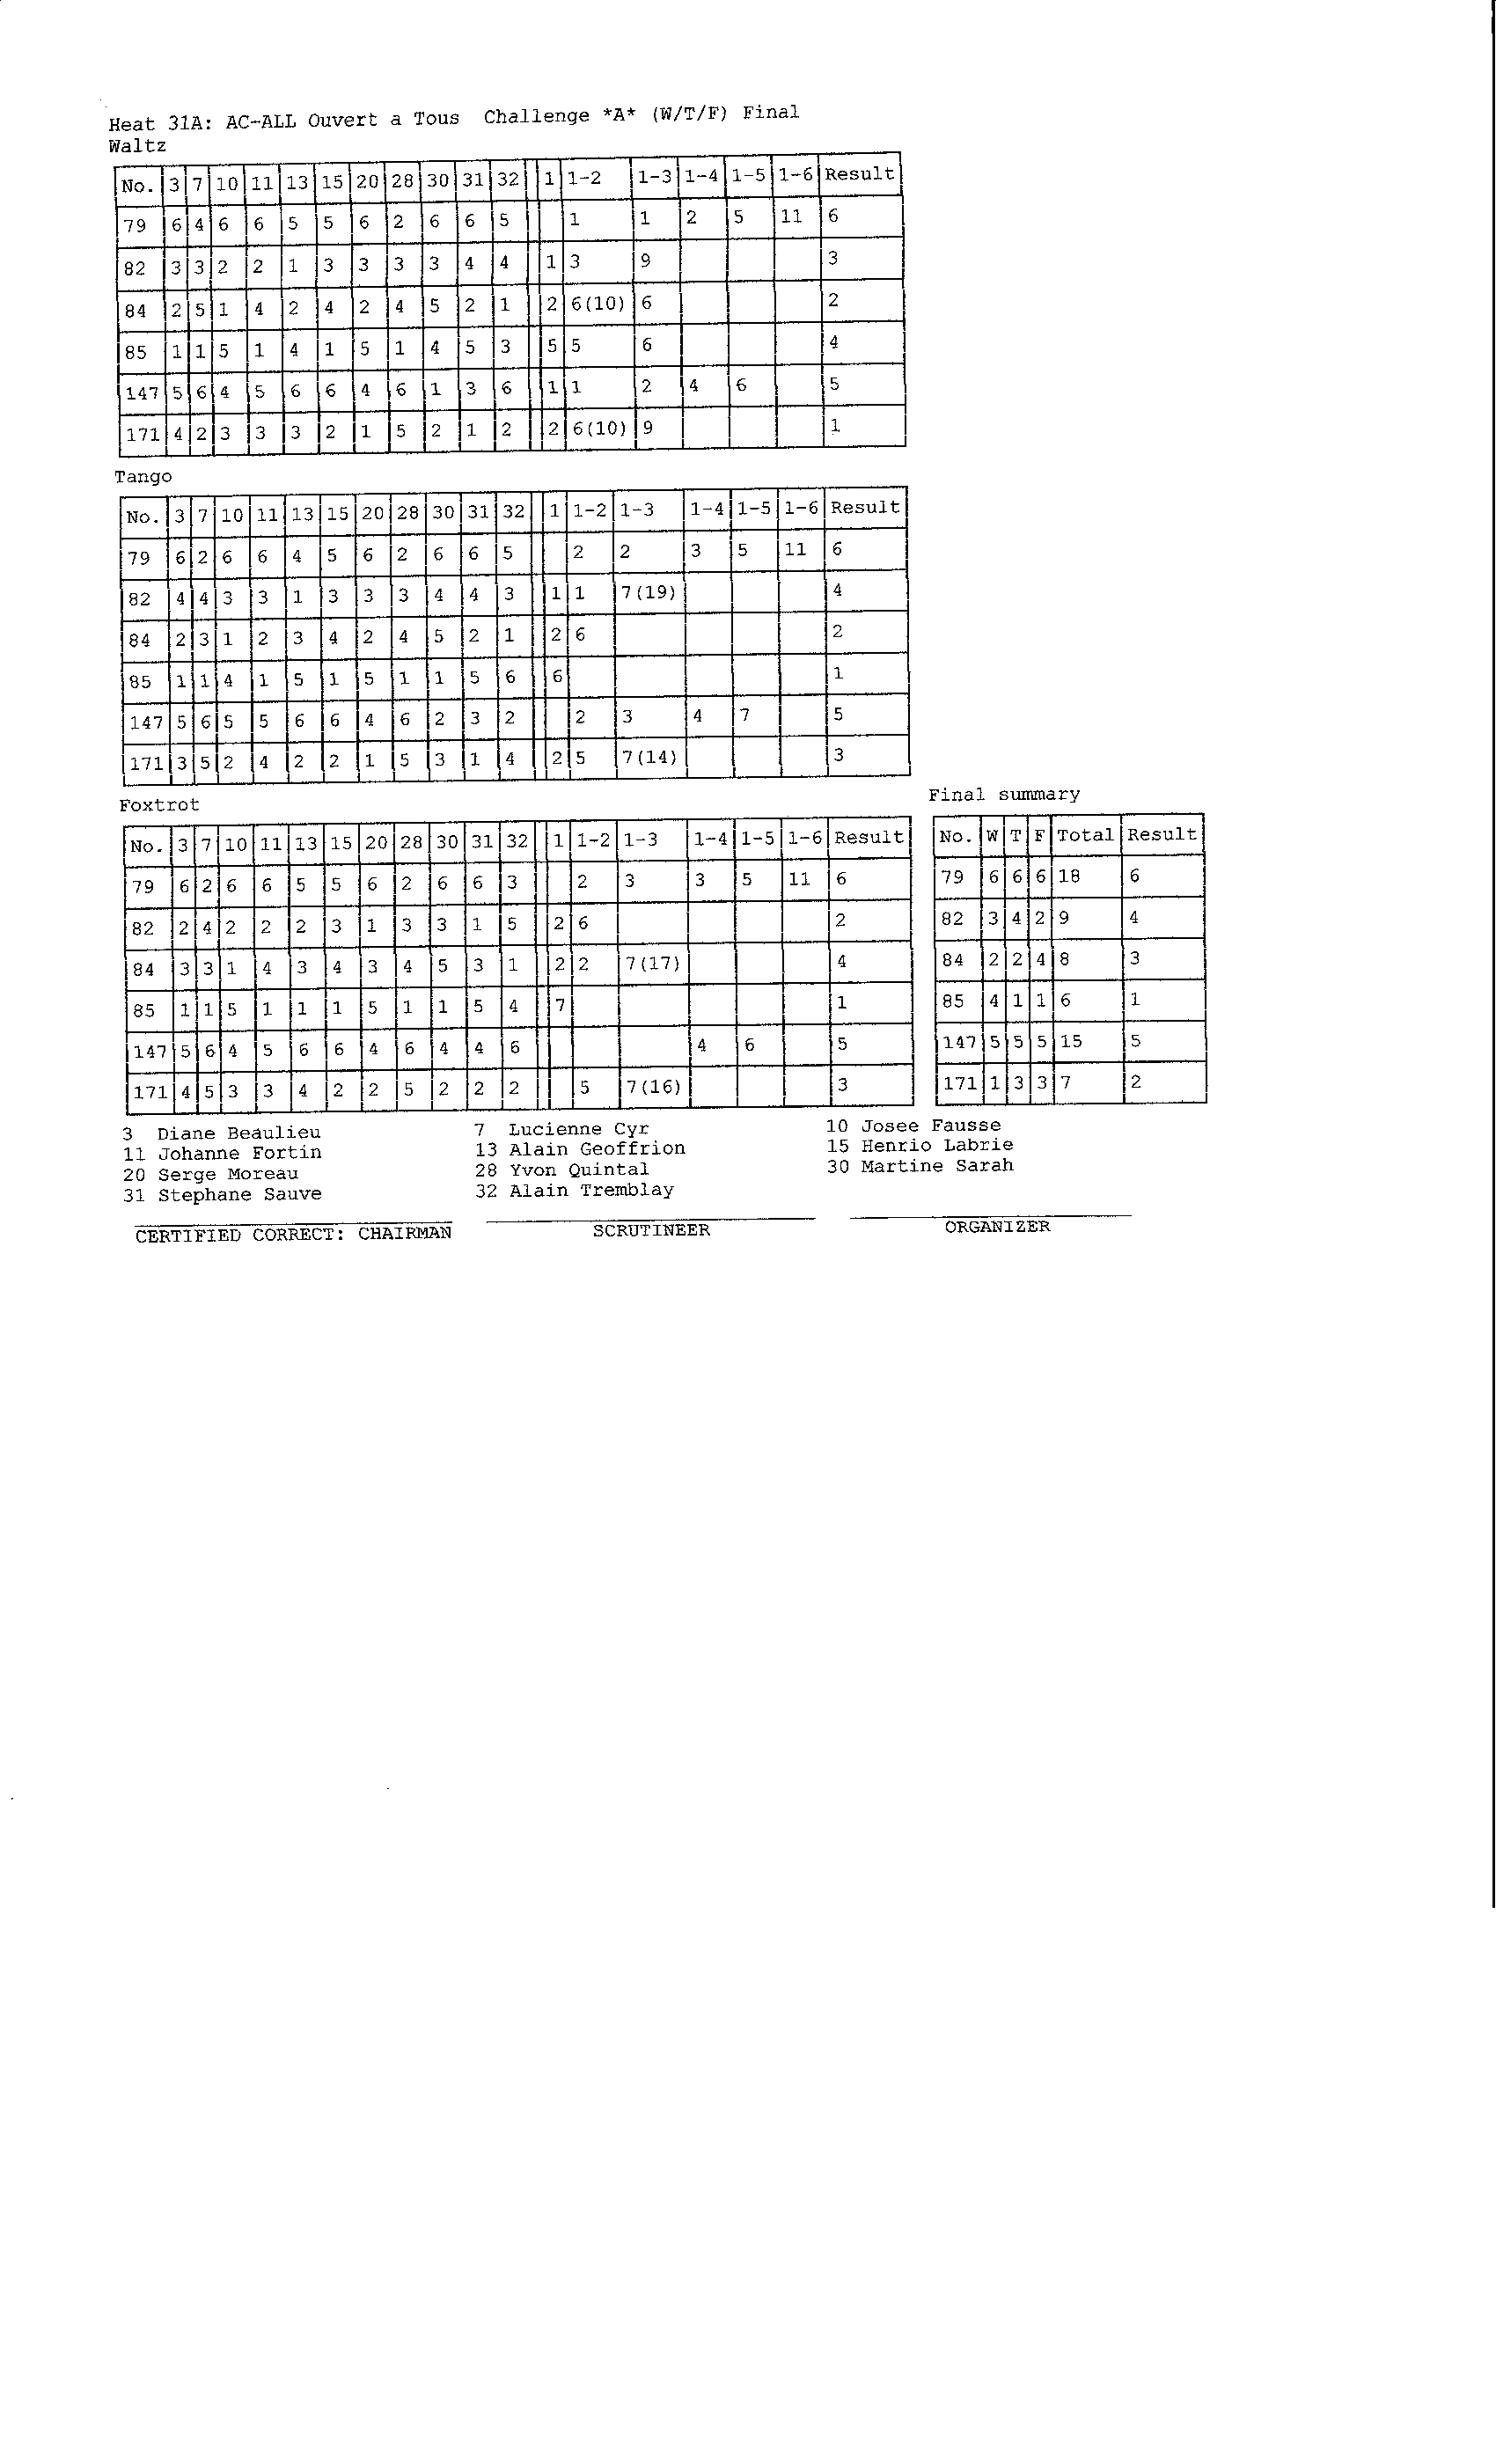 Heat 31A: AC-ALL Ouvert a Tous Challenge *A* (W/T/F) Final
Waltz
No. 3 7 10 11 13 15 20 28 30 31 32 1 1-2 1-3 1-4 1-5 1-6 Result
79 6 4 6 6 5 5 6 2 6 6 5 1 1 2 5 11 6
82 3 3 2 2 1 3 3 3 3 4 4 1 3 9 3
84 2 5 1 4 2 4 2 4 5 2 1 2 6(10) 6 2
85 1 1 5 1 4 1 5 1 4 5 3 5 5 6 4
147 5 6 4 5 6 6 4 6 1 3 6 1 1 2 4 6 5
171 4 2 3 3 3 2 1 5 2 1 2 2 6(10) 9 1
Tango
No. 3 7 10 11 13 15 20 28 30 31 32 1 1-2 1-3 1-4 1-5 1-6 Result
79 6 2 6 6 4 5 6 2 6 6 5 2 2 3 5 11 6
82 4 4 3 3 1 3 3 3 4 4 3 1 1 7(19) 4
84 2 3 1 2 3 4 2 4 5 2 1 2 6 2
85 1 1 4 1 5 1 5 1 1 5 6 6 1
147 5 6 5 5 6 6 4 6 2 3 2 2 3 4 7 5
171 3 5 2 4 2 2 1 5 3 1 4 2 5 7(14) 3
Foxtrot
No. 3 7 10 11 13 15 20 28 30 31 32 1 1-2 1-3 1-4 1-5 1-6 Result
79 6 2 6 6 5 5 6 2 6 6 3 2 3 3 5 11 6
82 2 4 2 2 2 3 1 3 3 1 5 2 6 2
84 3 3 1 4 3 4 3 4 5 3 1 2 2 7(17) 4
85 1 1 5 1 1 1 5 1 1 5 4 7 1
147 5 6 4 5 6 6 4 6 4 4 6 4 6 5
171 4 5 3 3 4 2 2 5 2 2 2 5 7(16) 3
Final summary
No. W T F Total Result
79 6 6 6 18 6
82 3 4 2 9 4
84 2 2 4 8 3
85 4 1 1 6 1
147 5 5 5 15 5
171 1 3 3 7 2
3 Diane Beaulieu 7 Lucienne Cyr 10 Josee Fausse
11 Johanne Fortin 13 Alain Geoffrion 15 Henrio Labrie
20 Serge Moreau 28 Yvon Quintal 30 Martine Sarah
31 Stephane Sauve 32 Alain Tremblay
CERTIFIED CORRECT: CHAIRMAN SCRUTINEER ORGANIZER